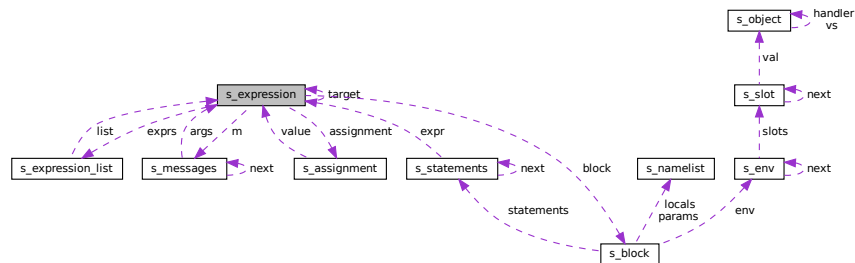 s_object
handler
vs
val
s_expression
target
s_slot
next
list
exprs
args
m
value
assignment
expr
slots
block
s_expression_list
s_messages
next
s_assignment
s_statements
next
s_namelist
s_env
next
statements
locals
params
env
s_block